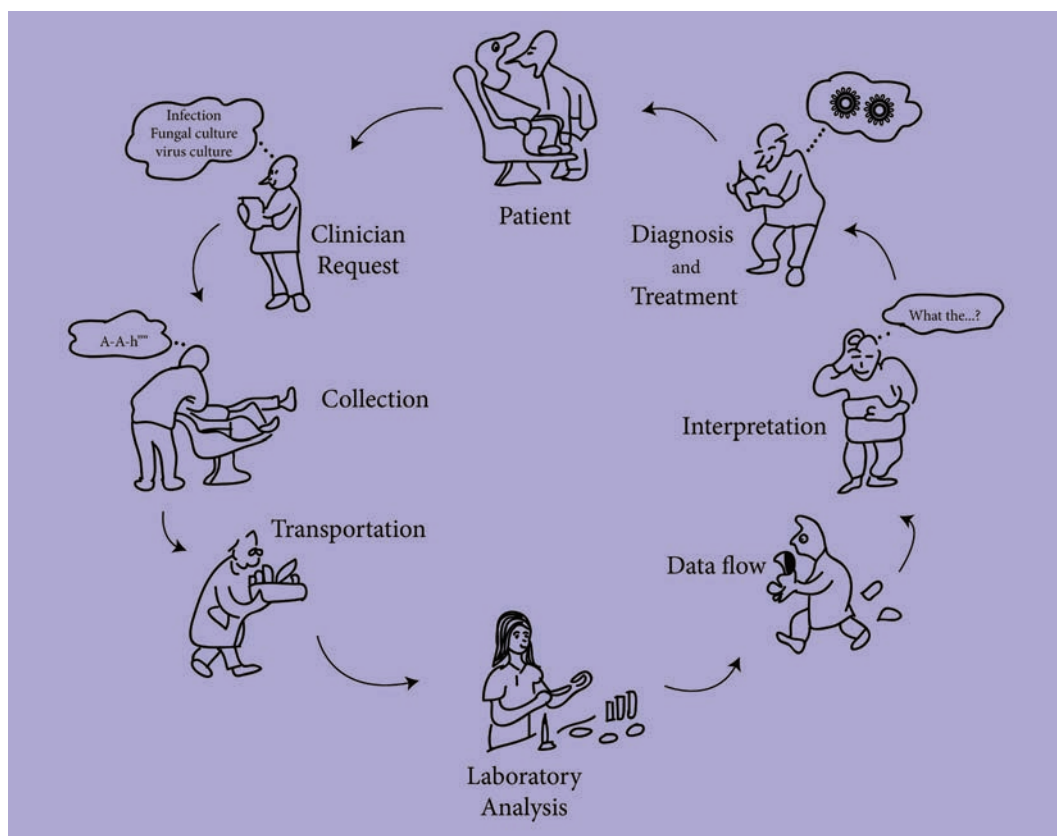 Patient
Infection
Fungal culture
virus culture
Clinician
Request
A-A-h""
Collection
Transportation
Laboratory
Analysis
Data flow
What the...?
Interpretation
Diagnosis
and
Treatment